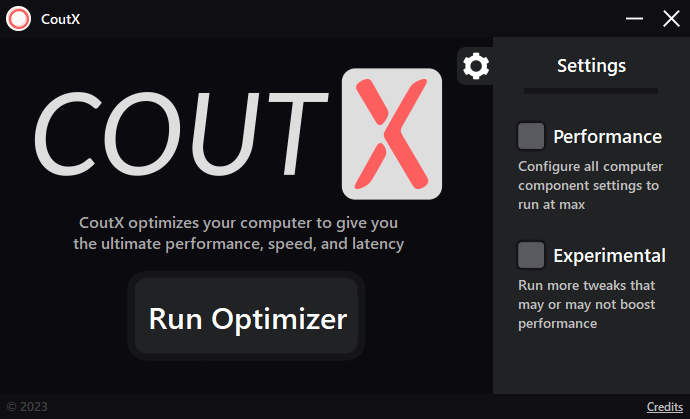 CoutX
COUTX
CoutX optimizes your computer to give you
the ultimate performance, speed, and latency
Run Optimizer
Settings
Performance
Configure all computer
component settings to
run at max
Experimental
Run more tweaks that
may or may not boost
performance
© 2023
Credits